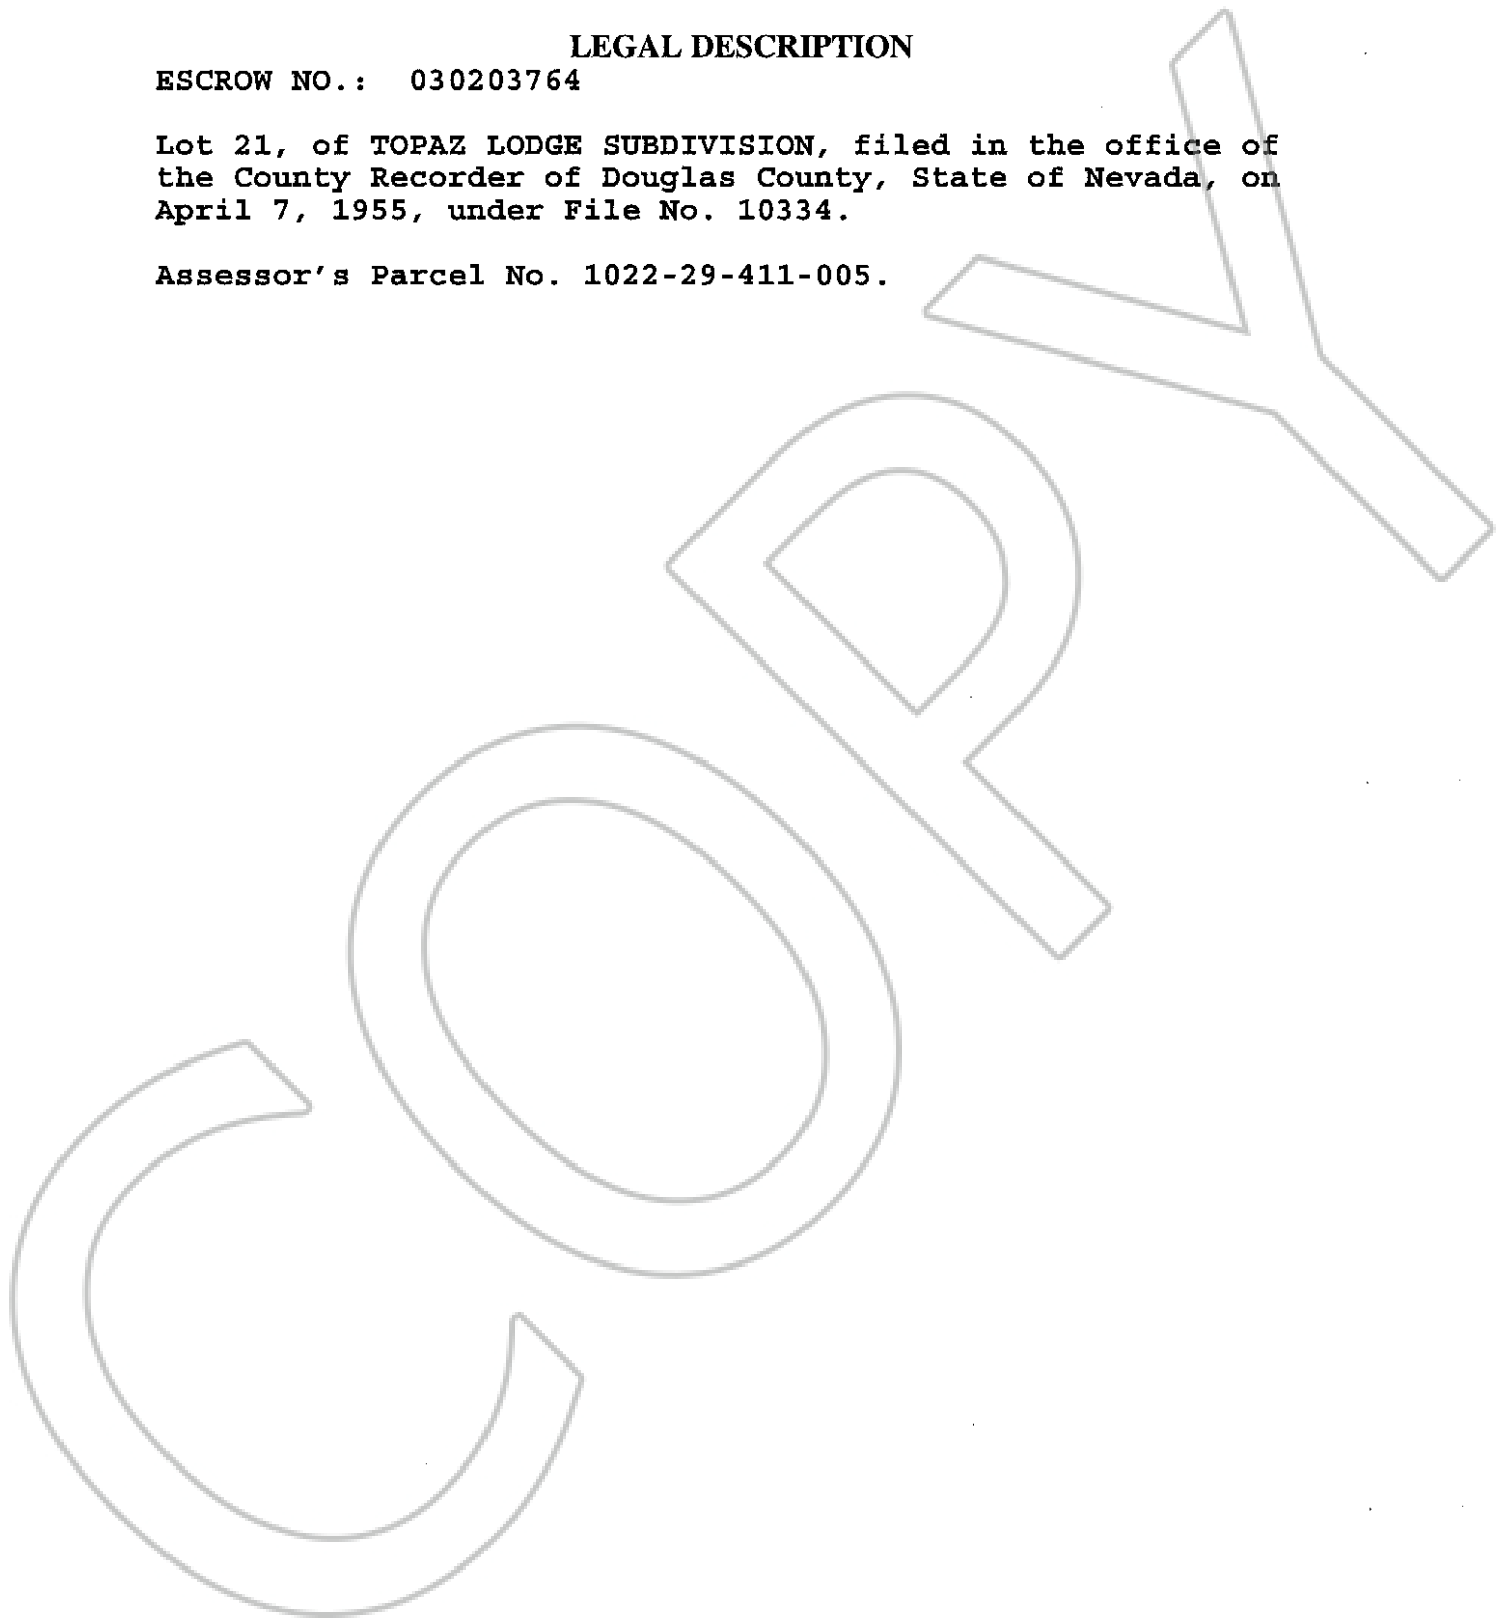 LEGAL DESCRIPTION
ESCROW NO.: 030203764
Lot 21, of TOPAZ LODGE SUBDIVISION, filed in the office of
the County Recorder of Douglas County, State of Nevada, on
April 7, 1955, under File No. 10334.
Assessor's Parcel No. 1022-29-411-005.
COPY